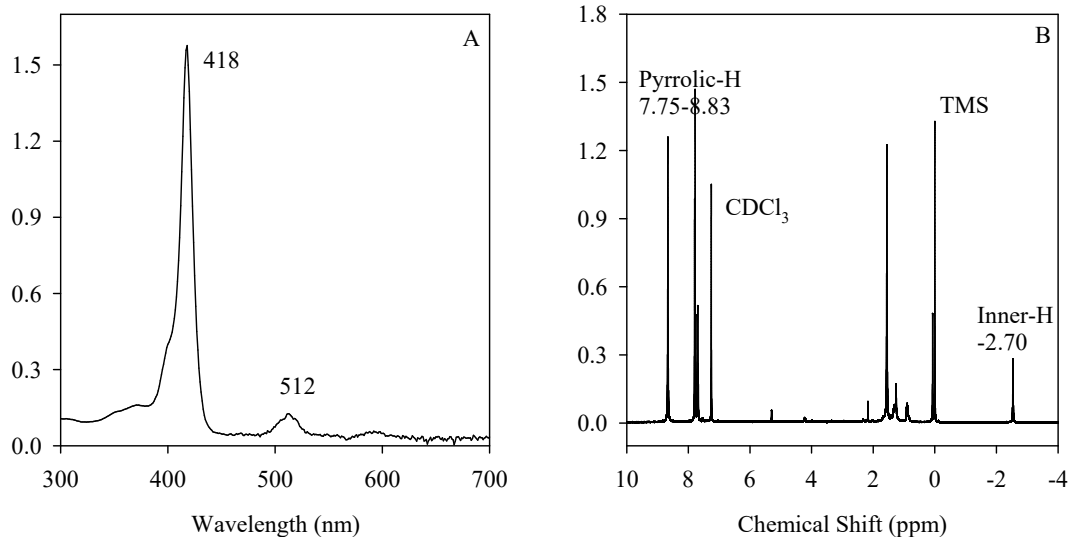 A
418
512
1.5
1.2
0.9
0.6
0.3
0.0
300 400 500 600 700
Wavelength (nm)
B
Pyrrolic-H
7.75-8.83
TMS
CDCl₃
Inner-H
-2.70
1.8
1.5
1.2
0.9
0.6
0.3
0.0
10 8 6 4 2 0 -2 -4
Chemical Shift (ppm)